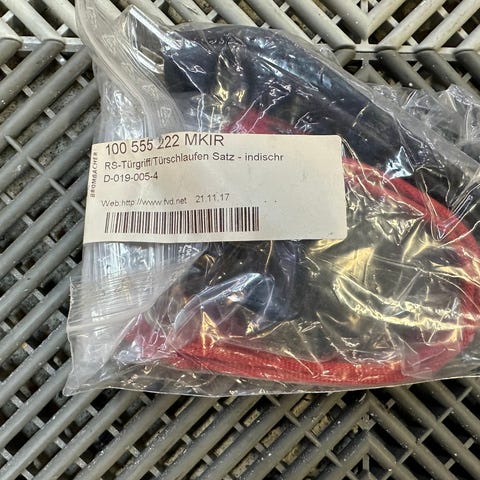 BROMBACHER
100 555 222 MKIR
RS-Türgriff/Türschlaufen Satz - indischr
D-019-005-4
Web:http://www.fvd.net 21.11.17